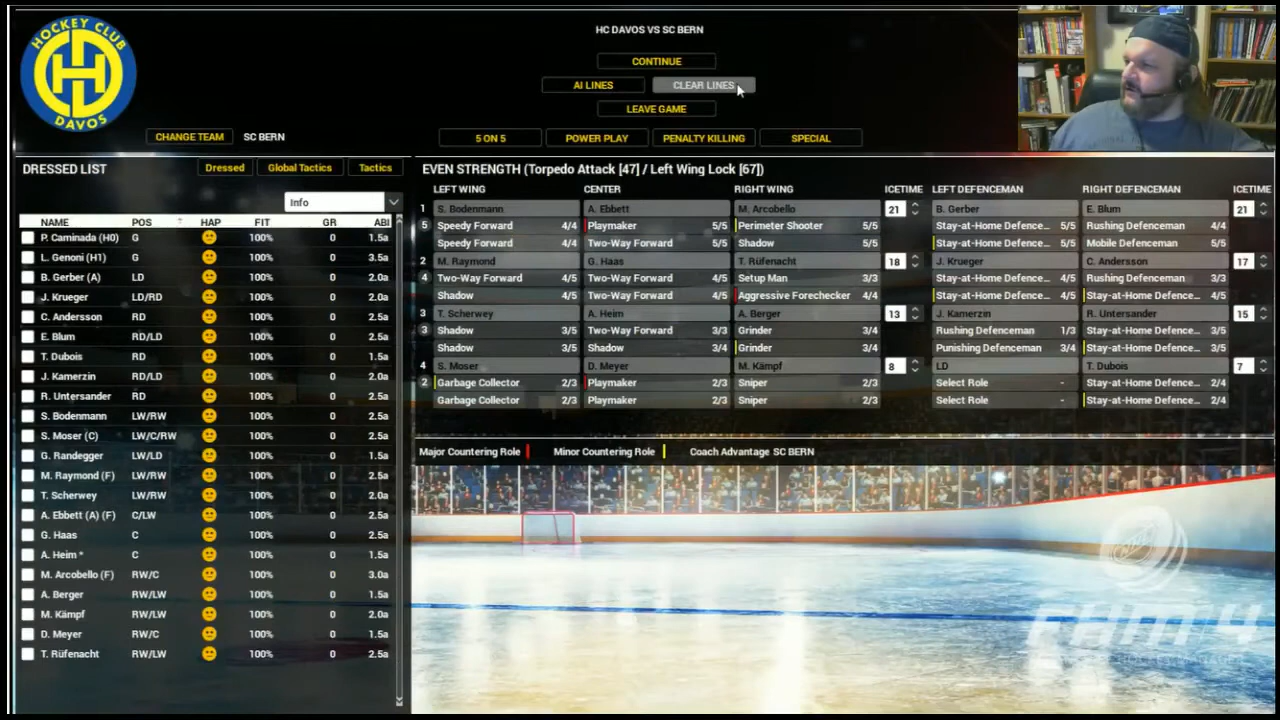 HOCKEY CLUB
DAVOS
HC DAVOS VS SC BERN
CONTINUE
AI LINES CLEAR LINES
LEAVE GAME
CHANGE TEAM SC BERN 5 ON 5 POWER PLAY PENALTY KILLING SPECIAL
DRESSED LIST Dressed Global Tactics Tactics
Info
NAME POS HAP FIT GR ABI
P. Caminada (H0) G 100% 0 1.5a
L. Genoni (H1) G 100% 0 3.5a
B. Gerber (A) LD 100% 0 2.0a
J. Krueger LD/RD 100% 0 2.0a
C. Andersson RD 100% 0 2.0a
E. Blum RD/LD 100% 0 2.5a
T. Dubois RD 100% 0 1.5a
J. Kamerzin RD/LD 100% 0 2.0a
R. Untersander RD 100% 0 2.0a
S. Bodenmann LW/RW 100% 0 2.5a
S. Moser (C) LW/C/RW 100% 0 2.5a
G. Randegger LW/LD 100% 0 1.5a
M. Raymond (F) LW/RW 100% 0 2.5a
T. Scherwey LW/RW 100% 0 2.0a
A. Ebbett (A) (F) C/LW 100% 0 2.5a
G. Haas C 100% 0 2.5a
A. Heim * C 100% 0 1.5a
M. Arcobello (F) RW/C 100% 0 3.0a
A. Berger RW/LW 100% 0 2.0a
M. Kämpf RW/LW 100% 0 2.0a
D. Meyer RW/C 100% 0 1.5a
T. Rüfenacht RW/LW 100% 0 2.5a
EVEN STRENGTH (Torpedo Attack [47] / Left Wing Lock [67])
LEFT WING CENTER RIGHT WING ICETIME LEFT DEFENCEMAN RIGHT DEFENCEMAN ICETIME
1 S. Bodenmann A. Ebbett M. Arcobello 21 B. Gerber E. Blum 21
5 Speedy Forward 4/4 Playmaker 5/5 Perimeter Shooter 5/5 Stay-at-Home Defence... 5/5 Rushing Defenceman 4/4
Speedy Forward 4/4 Two-Way Forward 5/5 Shadow 5/5 Stay-at-Home Defence... 5/5 Mobile Defenceman 5/5
2 M. Raymond G. Haas T. Rüfenacht 18 J. Krueger C. Andersson 17
4 Two-Way Forward 4/5 Two-Way Forward 4/5 Setup Man 3/3 Stay-at-Home Defence... 4/5 Rushing Defenceman 3/3
Shadow 4/5 Two-Way Forward 4/5 Aggressive Forechecker 4/4 Stay-at-Home Defence... 4/5 Stay-at-Home Defence... 4/5
3 T. Scherwey A. Heim A. Berger 13 J. Kamerzin R. Untersander 15
3 Shadow 3/5 Two-Way Forward 3/3 Grinder 3/4 Rushing Defenceman 1/3 Stay-at-Home Defence... 3/5
Shadow 3/5 Shadow 3/4 Grinder 3/4 Punishing Defenceman 3/4 Stay-at-Home Defence... 3/5
4 S. Moser D. Meyer M. Kämpf 8 LD T. Dubois 7
2 Garbage Collector 2/3 Playmaker 2/3 Sniper 2/3 Select Role - Stay-at-Home Defence... 2/4
Garbage Collector 2/3 Playmaker 2/3 Sniper 2/3 Select Role - Stay-at-Home Defence... 2/4
Major Countering Role Minor Countering Role Coach Advantage SC BERN